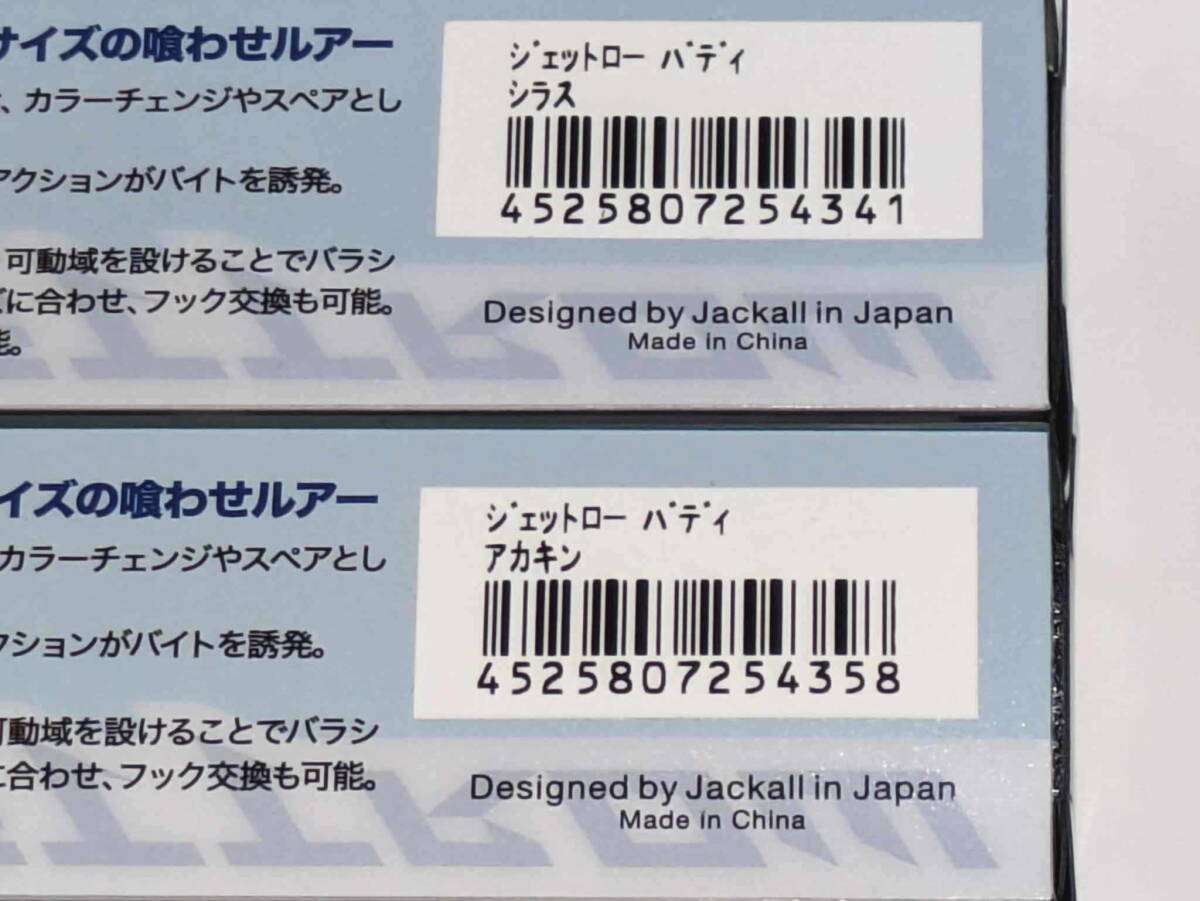 サイズの喰わせルアー
、カラーチェンジやスペアとし
アクションがバイトを誘発。
可動域を設けることでバラシ
ズに合わせ、フック交換も可能。
能。
ジェットロー バディ
シラス
4525807254341
Designed by Jackall in Japan
Made in China
イズの喰わせルアー
カラーチェンジやスペアとし
クションがバイトを誘発。
可動域を設けることでバラシ
に合わせ、フック交換も可能。
ジェットロー バディ
アカキン
4525807254358
Designed by Jackall in Japan
Made in China